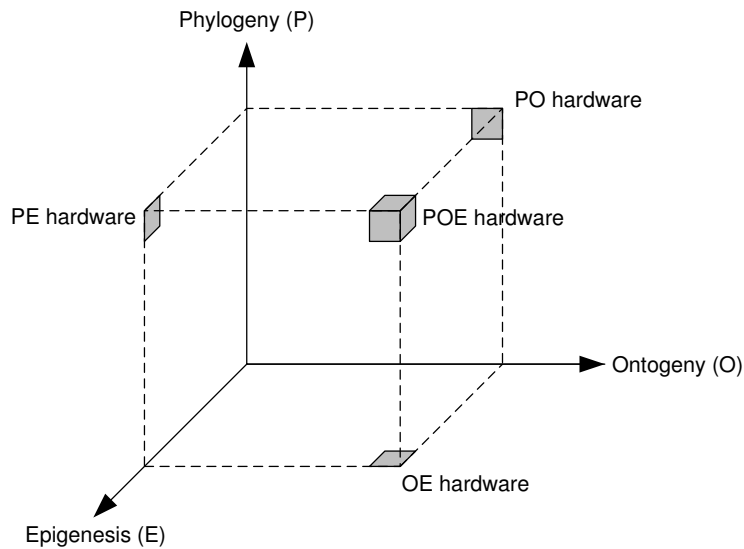 Phylogeny (P)
PO hardware
PE hardware
POE hardware
Ontogeny (O)
OE hardware
Epigenesis (E)